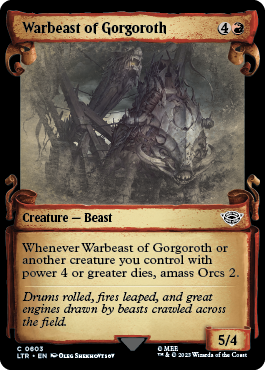 Warbeast of Gorgoroth 4
Creature — Beast
Whenever Warbeast of Gorgoroth or
another creature you control with
power 4 or greater dies, amass Orcs 2.
Drums rolled, fires leaped, and great
engines drawn by beasts crawled across
the field.
5/4
C 0603
LTR • EN Oleg Shekhovtsov
© MEE
™ & © 2023 Wizards of the Coast